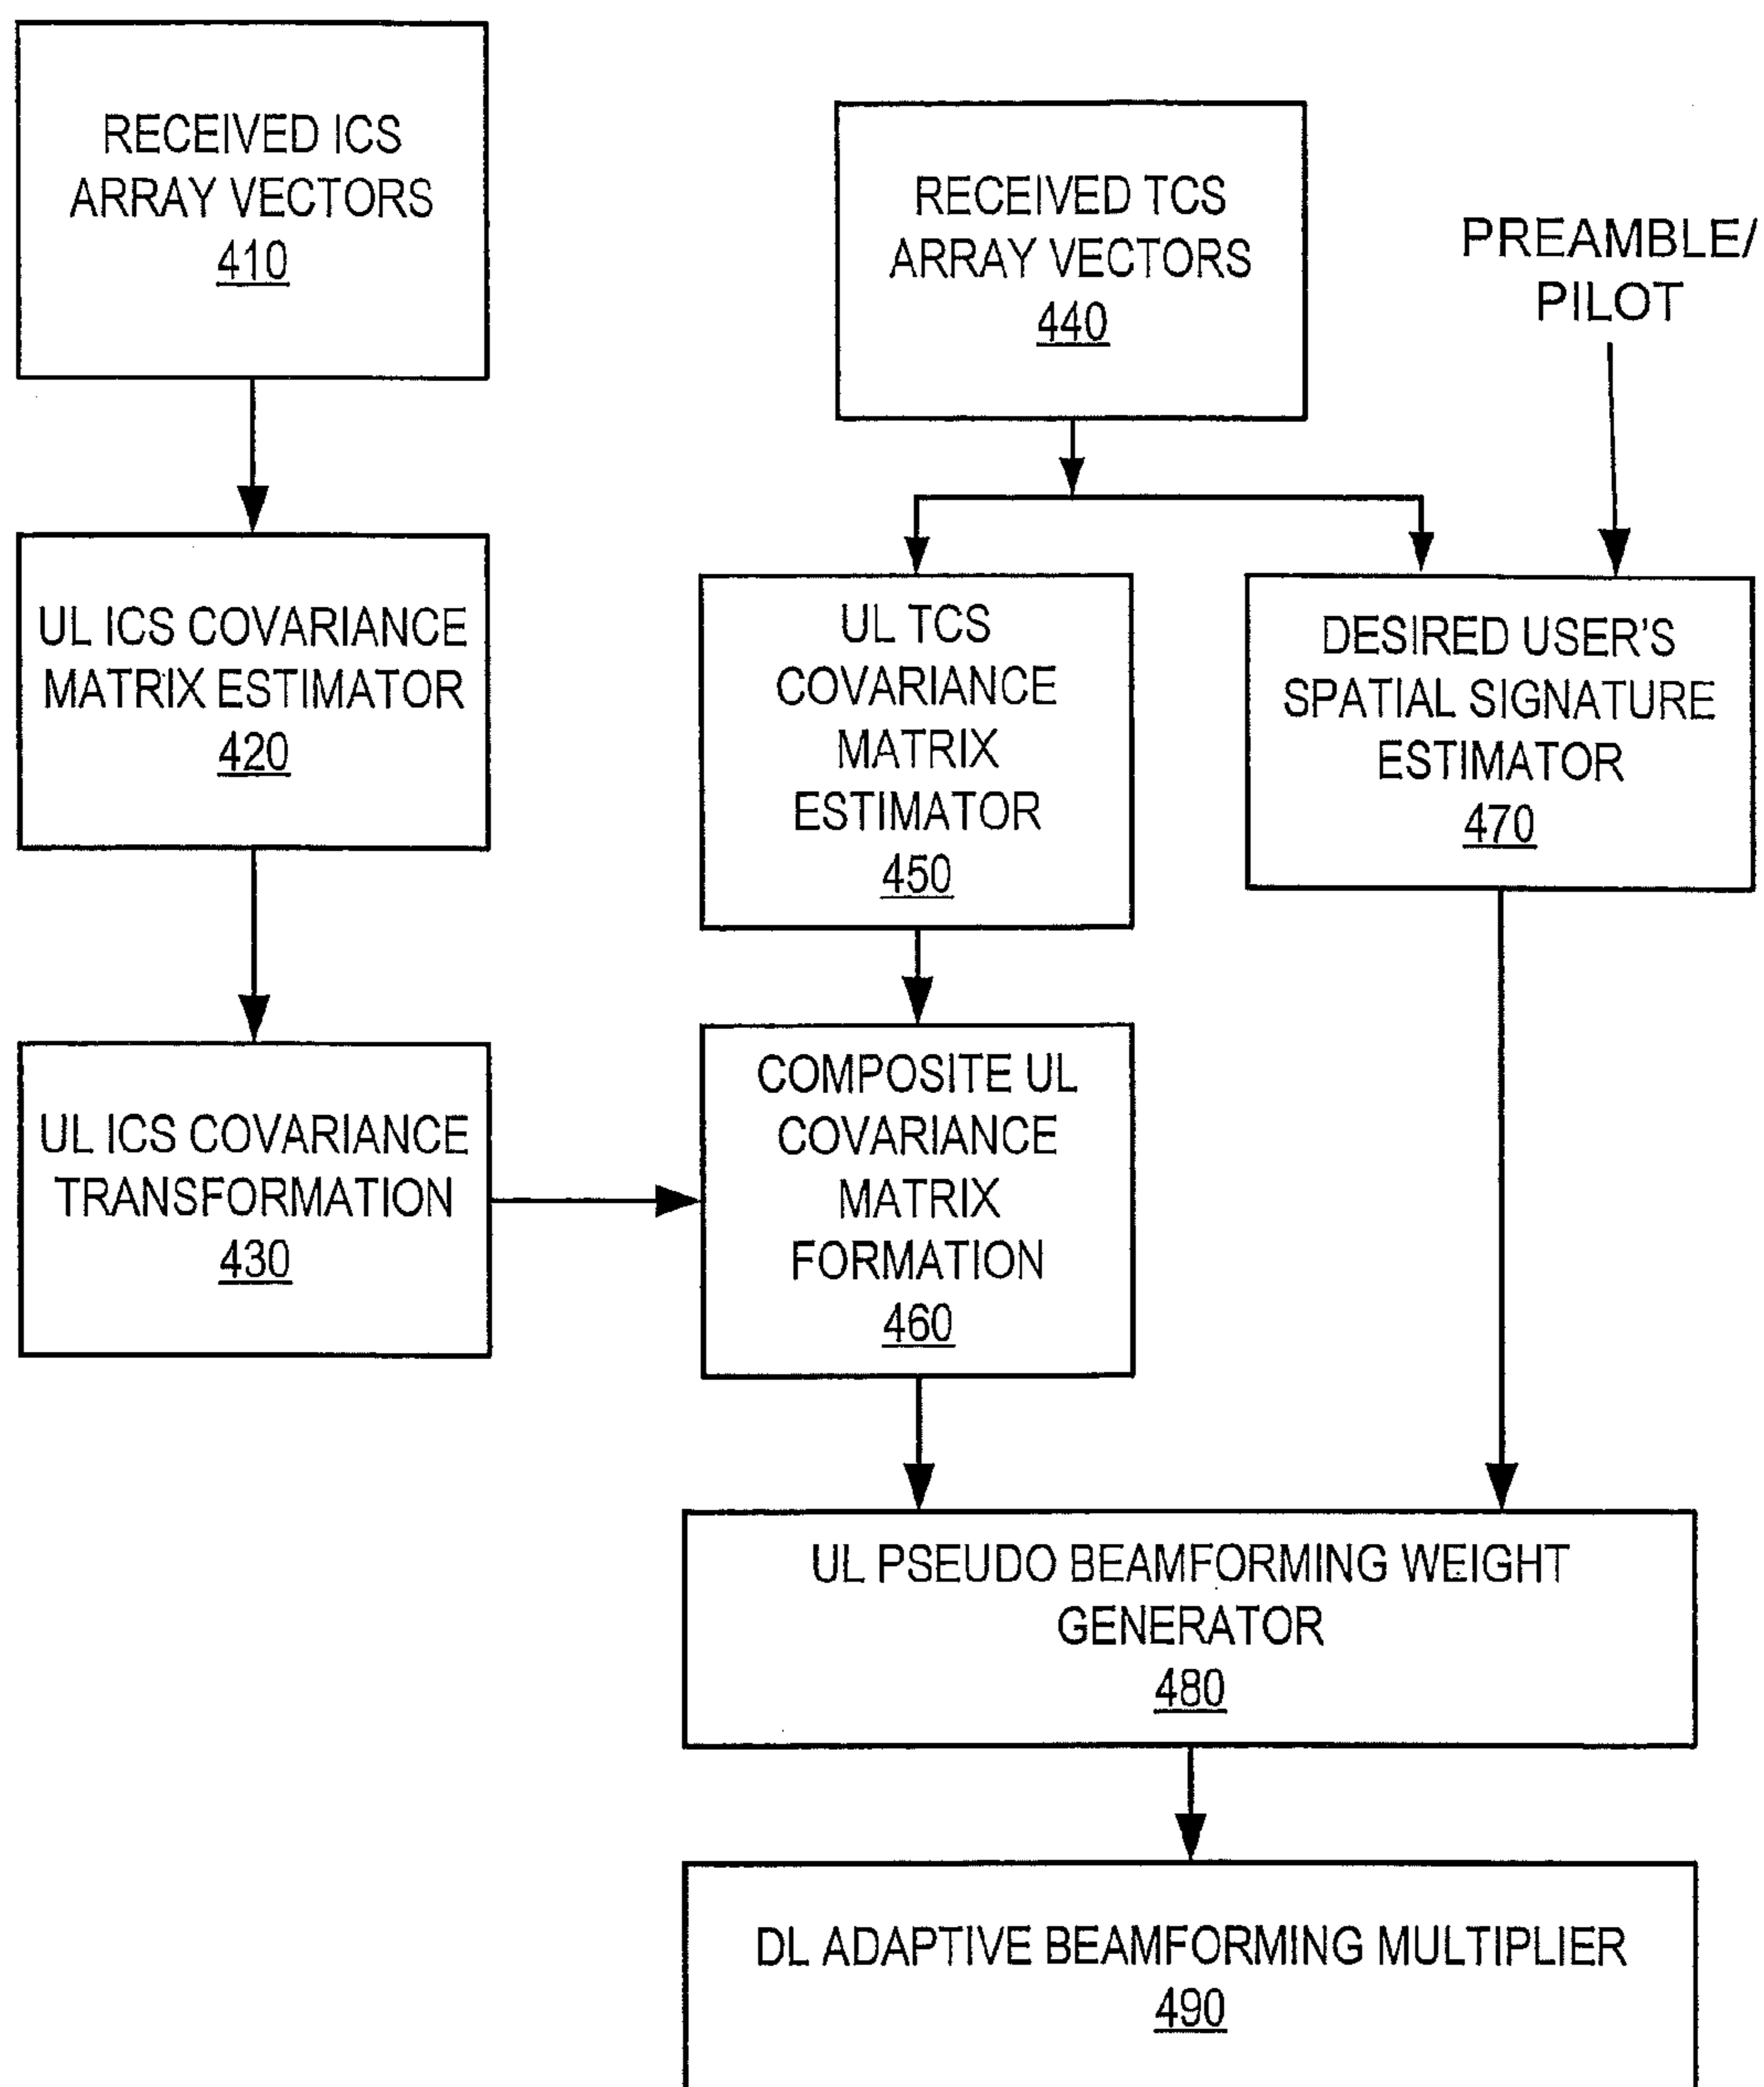 RECEIVED ICS
ARRAY VECTORS
410
RECEIVED TCS
ARRAY VECTORS
440
PREAMBLE/
PILOT
UL ICS COVARIANCE
MATRIX ESTIMATOR
420
UL TCS
COVARIANCE
MATRIX
ESTIMATOR
450
DESIRED USER'S
SPATIAL SIGNATURE
ESTIMATOR
470
UL ICS COVARIANCE
TRANSFORMATION
430
COMPOSITE UL
COVARIANCE
MATRIX
FORMATION
460
UL PSEUDO BEAMFORMING WEIGHT
GENERATOR
480
DL ADAPTIVE BEAMFORMING MULTIPLIER
490